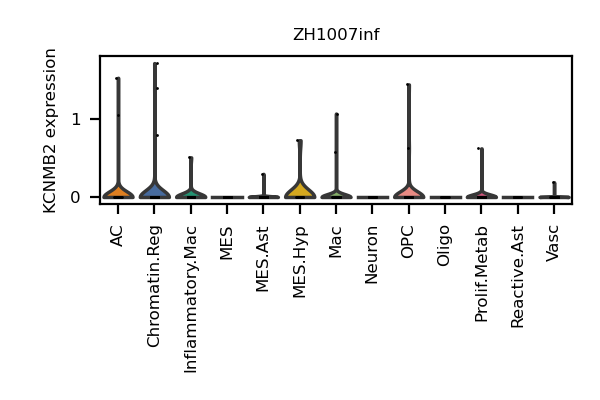 ZH1007inf
KCNMB2 expression
1
0
AC
Chromatin.Reg
Inflammatory.Mac
MES
MES.Ast
MES.Hyp
Mac
Neuron
OPC
Oligo
Prolif.Metab
Reactive.Ast
Vasc